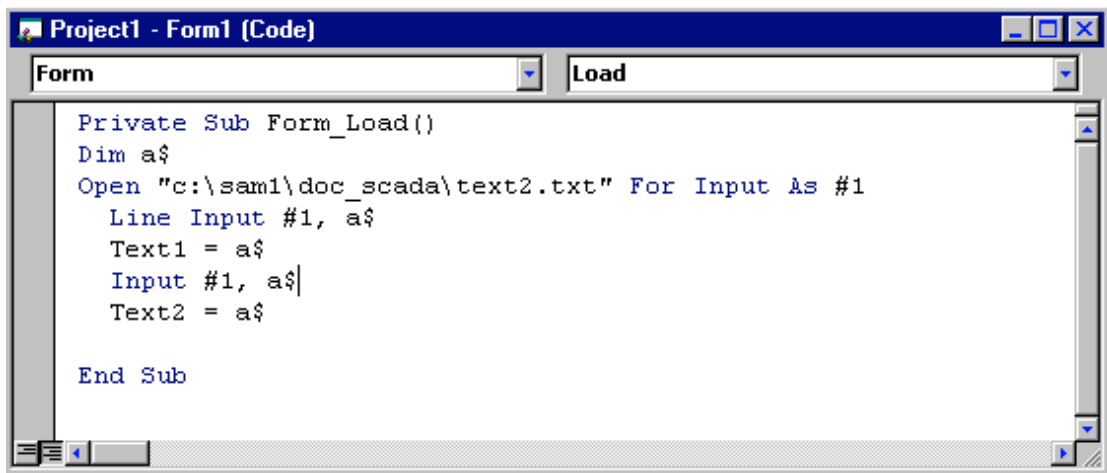 Project1 - Form1 (Code)
Form
Load
Private Sub Form_Load()
Dim a$
Open "c:\sam1\doc_scada\text2.txt" For Input As #1
Line Input #1, a$
Text1 = a$
Input #1, a$
Text2 = a$
End Sub